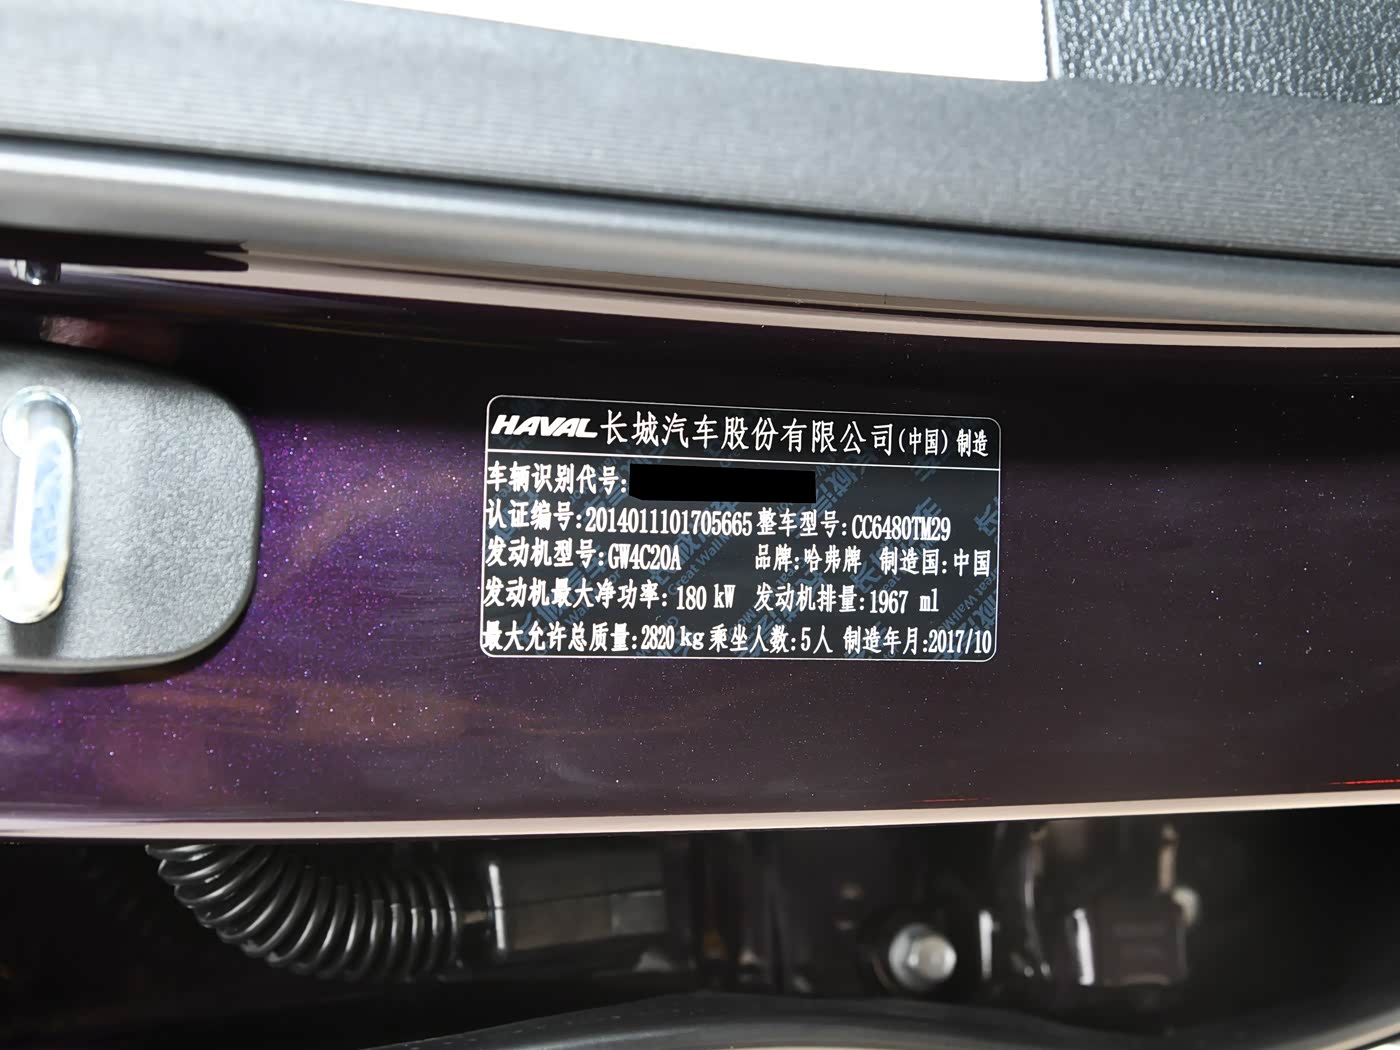 HAVAL 长城汽车股份有限公司(中国) 制造
车辆识别代号:
认证编号:2014011101705665 整车型号:CC6480TM29
发动机型号:GW4C20A 品牌:哈弗牌 制造国:中国
发动机最大净功率: 180 kW 发动机排量:1967 ml
最大允许总质量:2820 kg 乘坐人数:5人 制造年月:2017/10